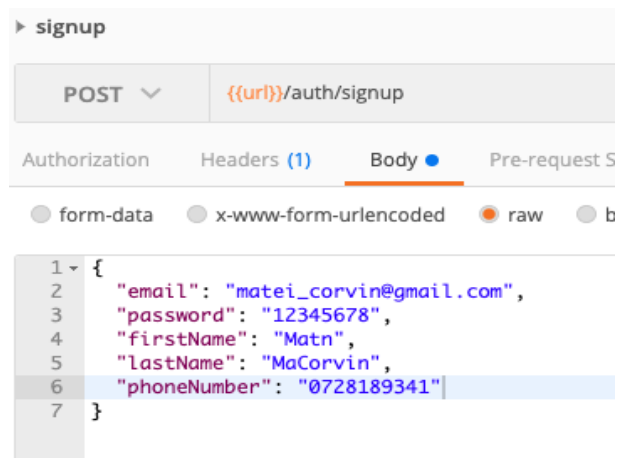 signup
POST {{url}}/auth/signup
Authorization Headers (1) Body Pre-request S
form-data x-www-form-urlencoded raw b
1 {
2 "email": "matei_corvin@gmail.com",
3 "password": "12345678",
4 "firstName": "Matn",
5 "lastName": "MaCorvin",
6 "phoneNumber": "0728189341"
7 }